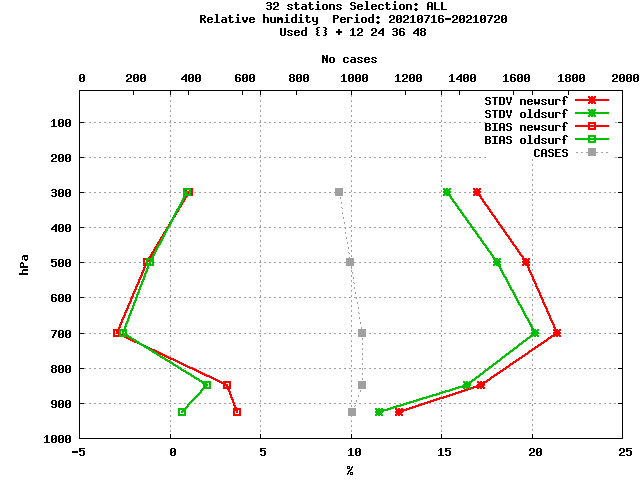 32 stations Selection: ALL
Relative humidity  Period: 20210716-20210720
Used {} + 12 24 36 48
No cases
0 200 400 600 800 1000 1200 1400 1600 1800 2000
STDV newsurf
STDV oldsurf
BIAS newsurf
BIAS oldsurf
CASES
100
200
300
400
500
600
700
800
900
1000
hPa
-5 0 5 10 15 20 25
%